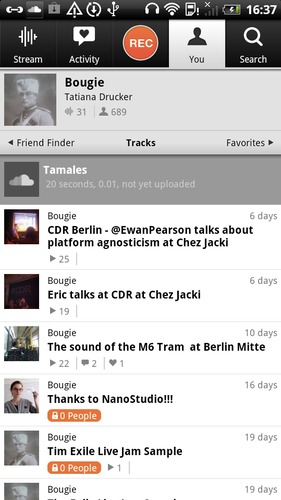 16:37
Stream
Activity
REC
You
Search
Bougie
Tatiana Drucker
31 689
Friend Finder Tracks Favorites
Tamales
20 seconds, 0.01, not yet uploaded
Bougie 6 days
CDR Berlin - @EwanPearson talks about
platform agnosticism at Chez Jacki
25
Bougie 6 days
Eric talks at CDR at Chez Jacki
19
Bougie 10 days
The sound of the M6 Tram at Berlin Mitte
22 2 1
Bougie 16 days
Thanks to NanoStudio!!!
0 People
Bougie 19 days
Tim Exile Live Jam Sample
0 People 1
Bougie 19 days